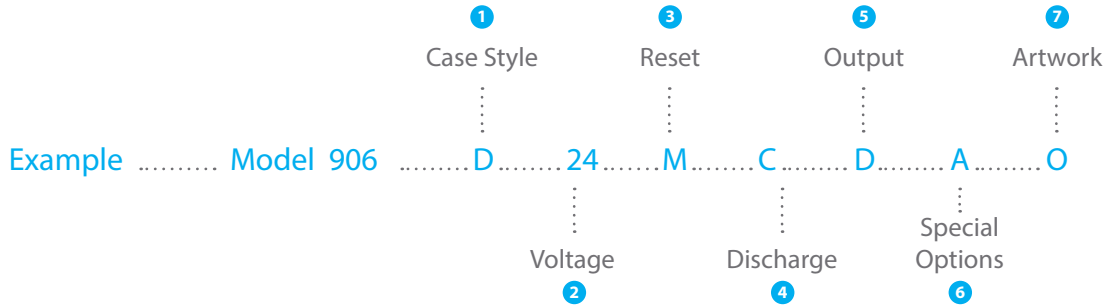 1 3 5 7
Case Style Reset Output Artwork
Example ......... Model 906 ......... D ......... 24 ......... M ......... C ......... D ......... A ......... O
Special
Voltage Discharge Options
2 4 6